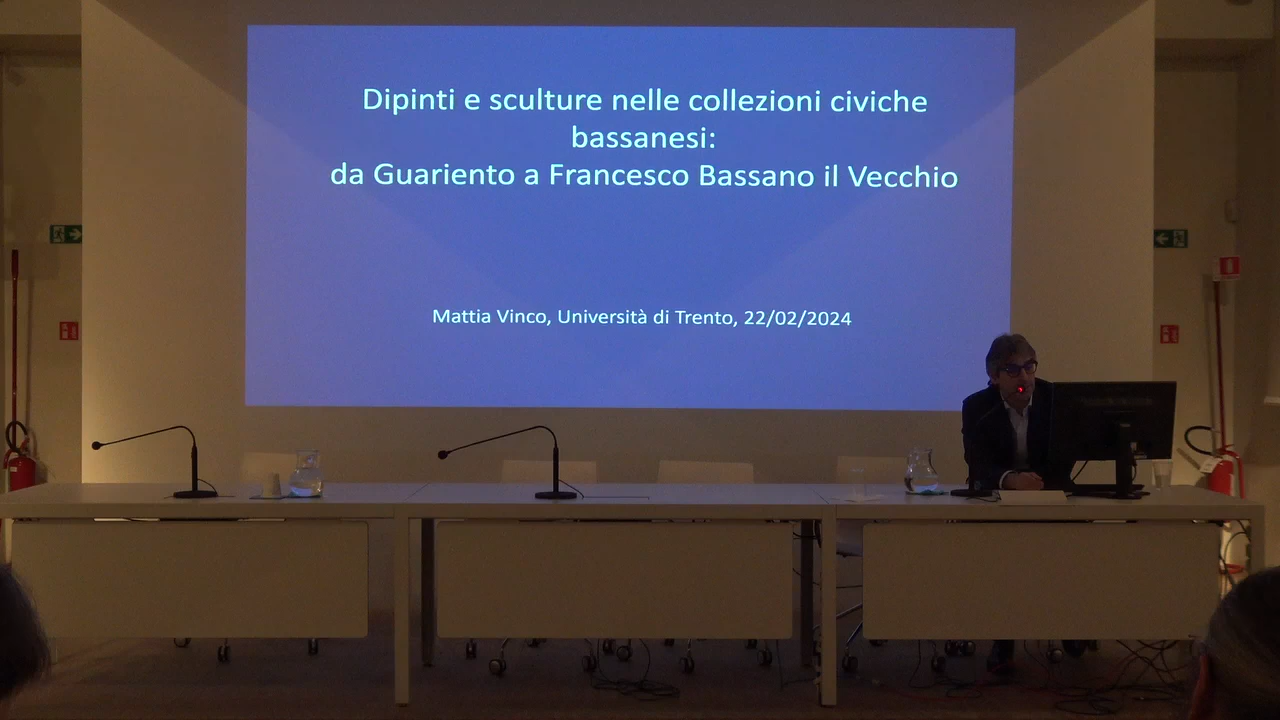 Dipinti e sculture nelle collezioni civiche
bassanesi:
da Guariento a Francesco Bassano il Vecchio
Mattia Vinco, Università di Trento, 22/02/2024